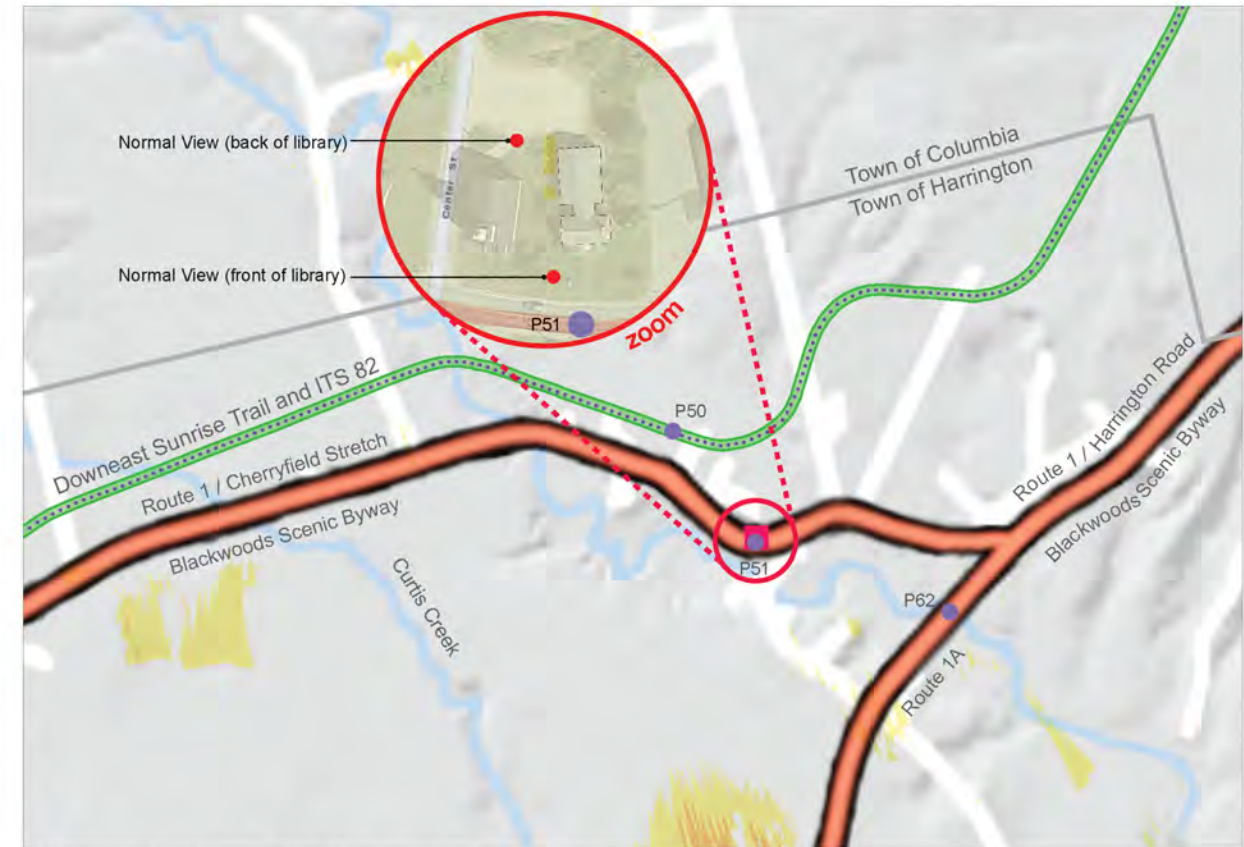 Normal View (back of library)
Center St
Normal View (front of library)
P51
zoom
Town of Columbia
Town of Harrington
Downeast Sunrise Trail and ITS 82
Route 1 / Cherryfield Stretch
Blackwoods Scenic Byway
P50
Route 1 / Harrington Road
Blackwoods Scenic Byway
P51
Curtis Creek
P62
Route 1A